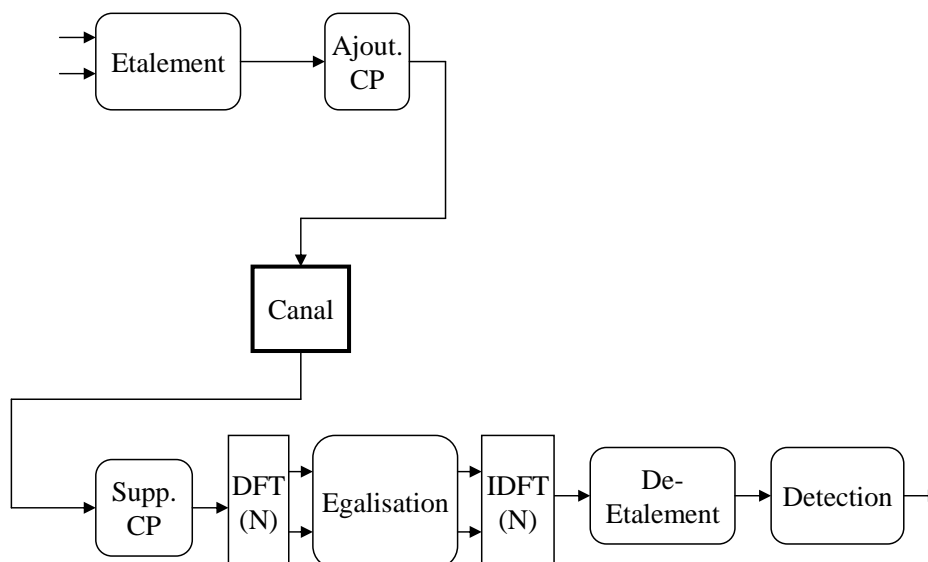 Etalement
Ajout.
CP
Canal
Supp.
CP
DFT
(N)
Egalisation
IDFT
(N)
De-
Etalement
Detection